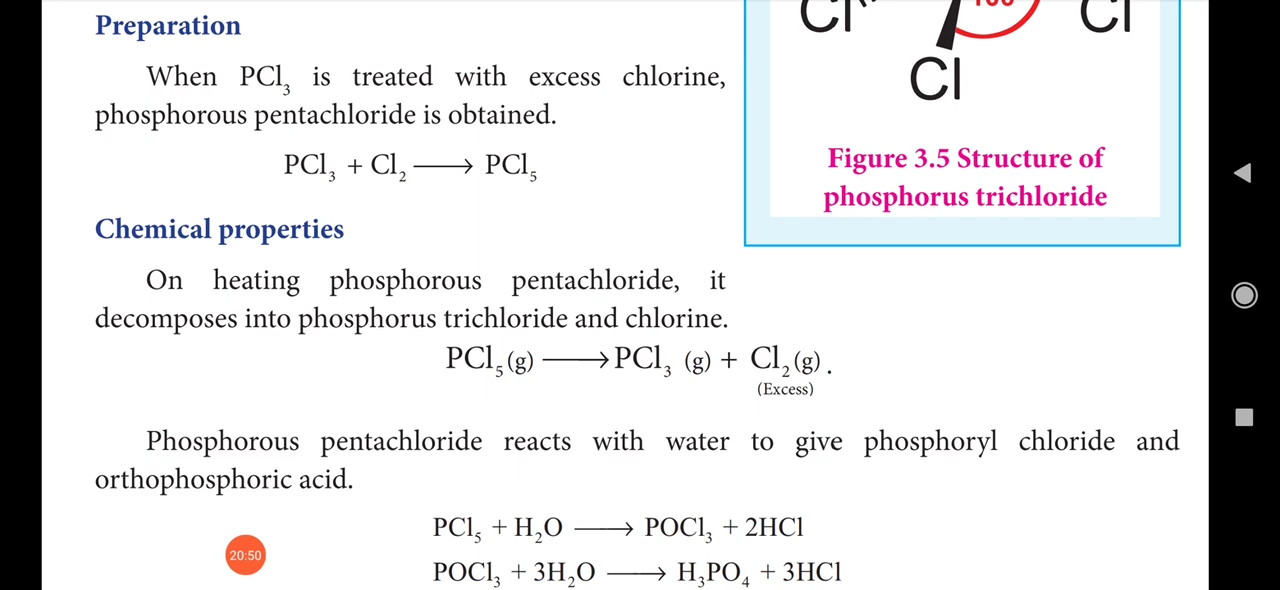 Preparation
When PCl₃ is treated with excess chlorine,
phosphorous pentachloride is obtained.
PCl₃ + Cl₂ ⟶ PCl₅
Chemical properties
On heating phosphorous pentachloride, it
decomposes into phosphorus trichloride and chlorine.
PCl₅(g) ⟶ PCl₃ (g) + Cl₂(g).
(Excess)
Phosphorous pentachloride reacts with water to give phosphoryl chloride and
orthophosphoric acid.
PCl₅ + H₂O ⟶ POCl₃ + 2HCl
POCl₃ + 3H₂O ⟶ H₃PO₄ + 3HCl
Cl Cl
Cl
Figure 3.5 Structure of
phosphorus trichloride
20:50